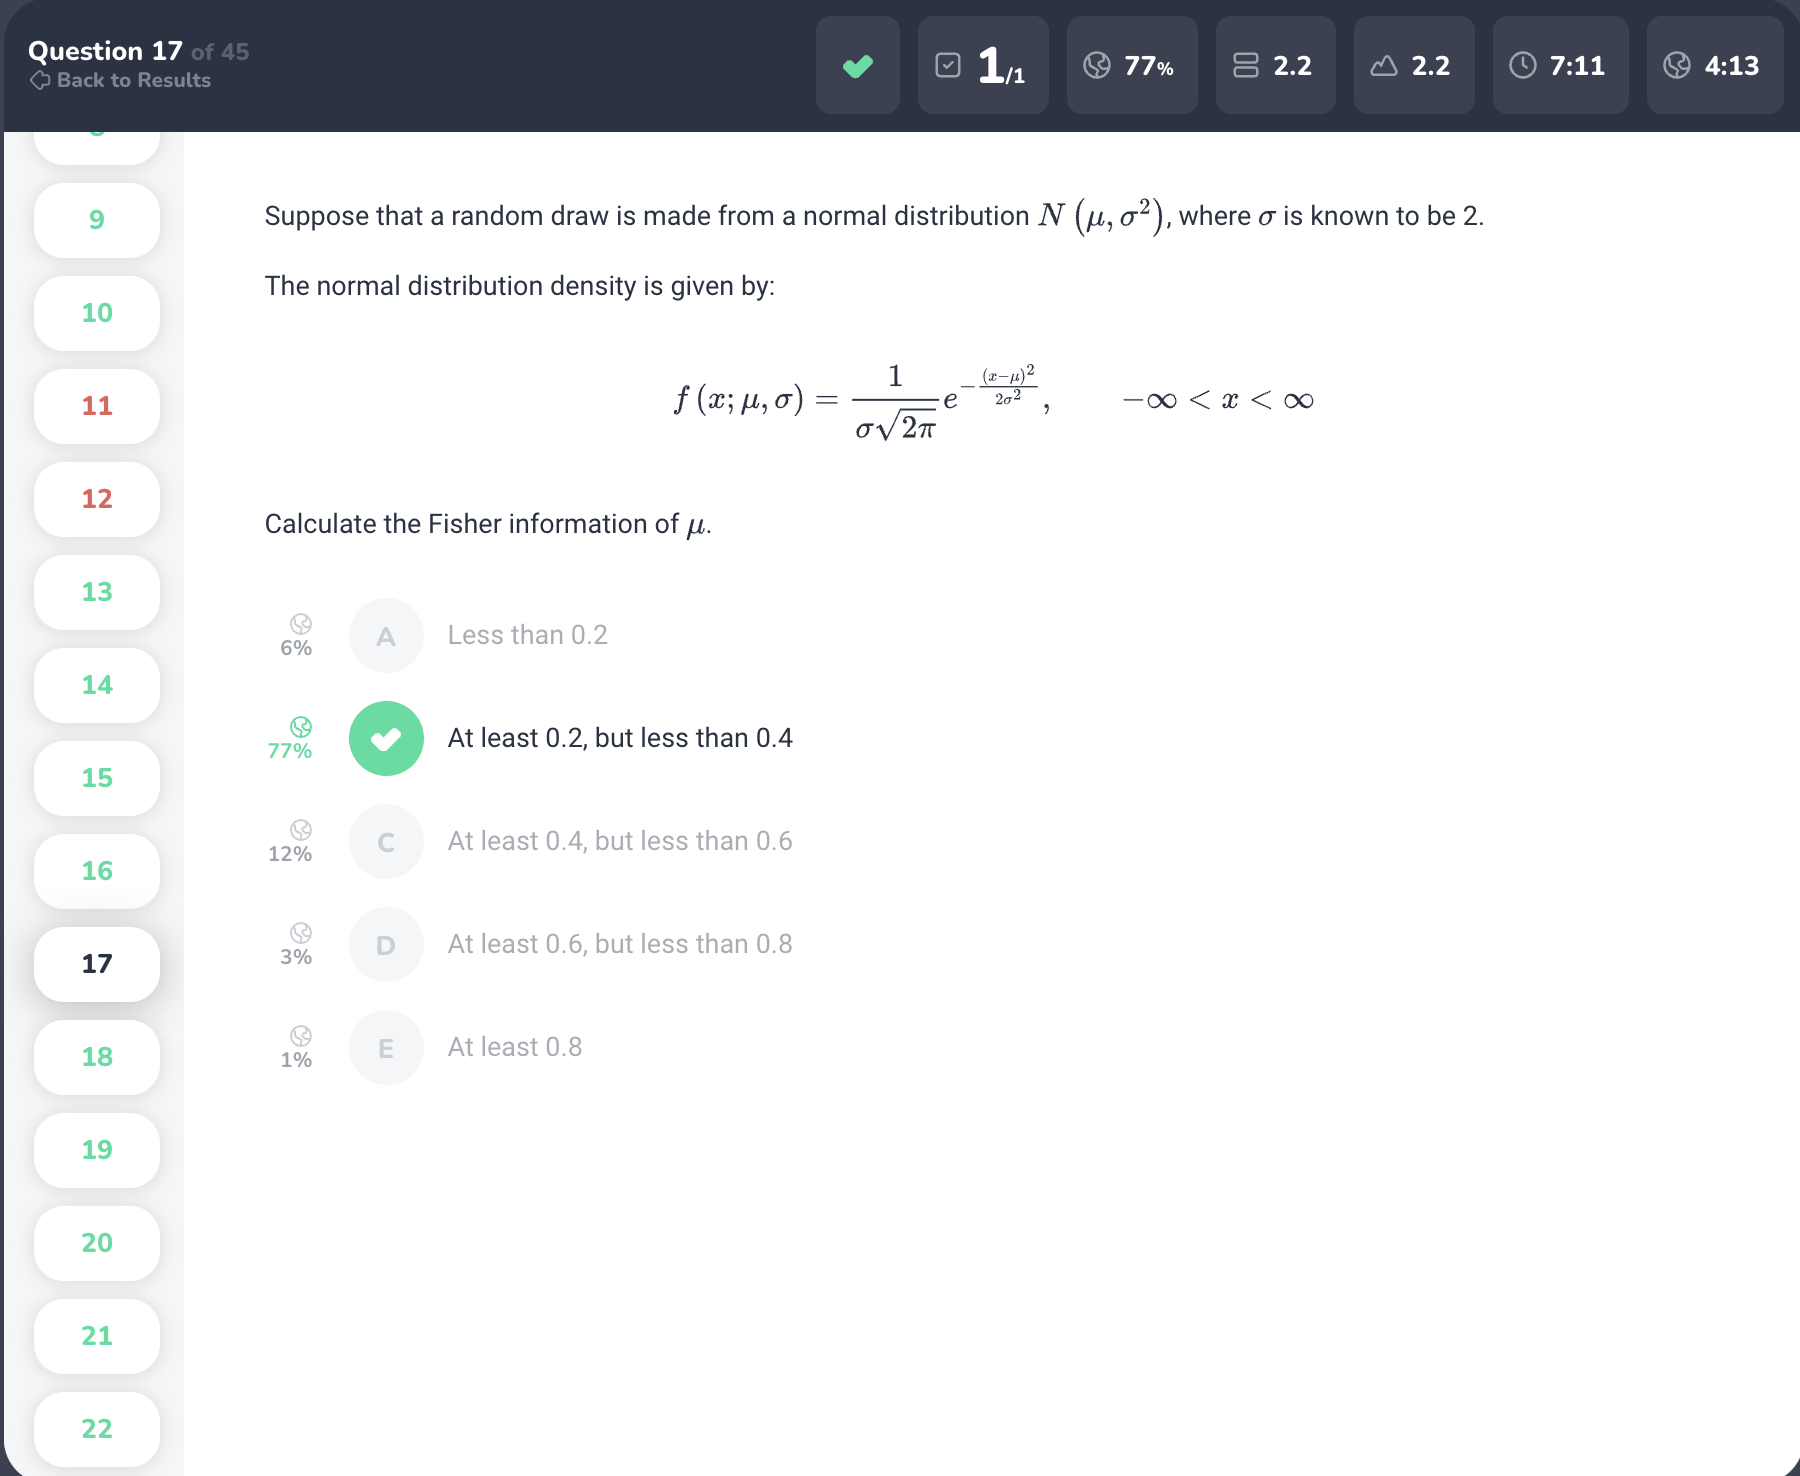 Question 17 of 45
Back to Results
1/1
77%
2.2
2.2
7:11
4:13
9
10
11
12
13
14
15
16
17
18
19
20
21
22
Suppose that a random draw is made from a normal distribution N (μ, σ²), where σ is known to be 2.
The normal distribution density is given by:
f (x; μ, σ) = \frac{1}{σ√2π} e^{-\frac{(x−μ)²}{2σ²}}, −∞ < x < ∞
Calculate the Fisher information of μ.
6% A Less than 0.2
77% At least 0.2, but less than 0.4
12% C At least 0.4, but less than 0.6
3% D At least 0.6, but less than 0.8
1% E At least 0.8